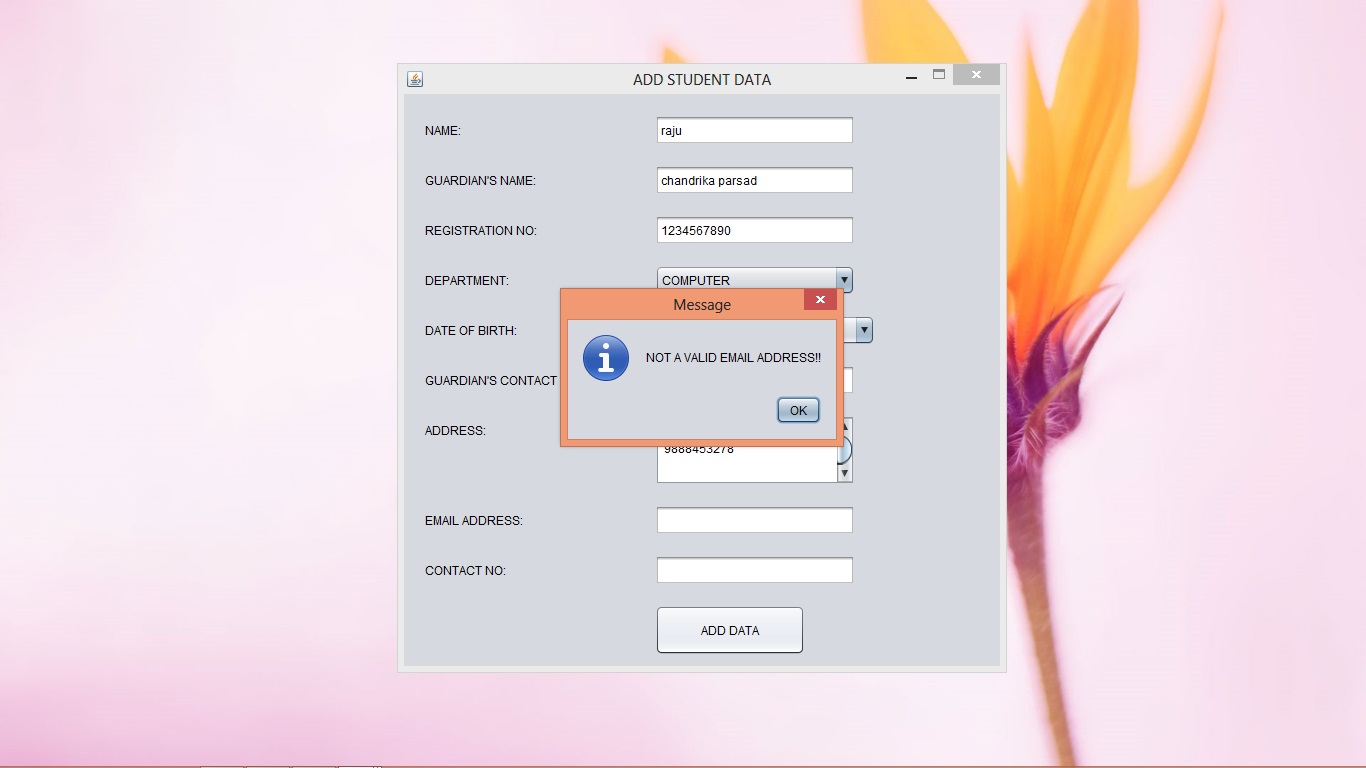 ADD STUDENT DATA
NAME:
raju
GUARDIAN'S NAME:
chandrika parsad
REGISTRATION NO:
1234567890
DEPARTMENT:
COMPUTER
Message
DATE OF BIRTH:
NOT A VALID EMAIL ADDRESS!!
GUARDIAN'S CONTACT
OK
ADDRESS:
9888453278
EMAIL ADDRESS:
CONTACT NO:
ADD DATA